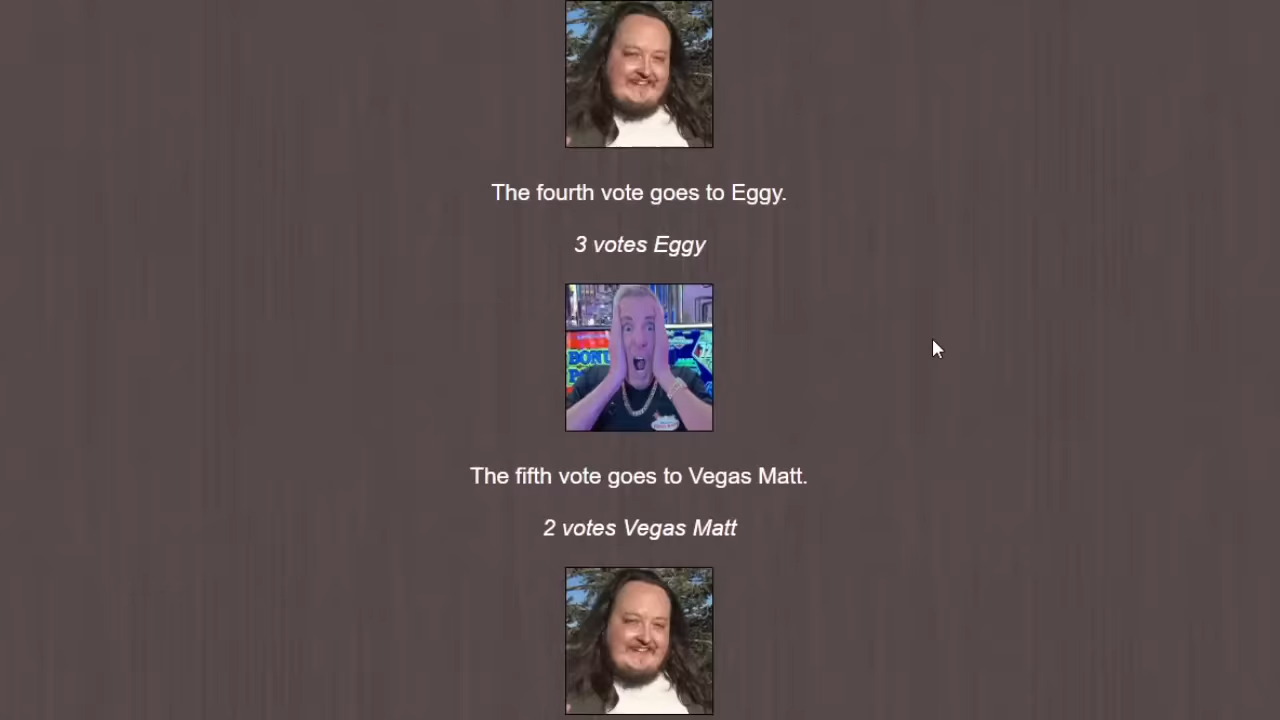 The fourth vote goes to Eggy.
3 votes Eggy
BONU
The fifth vote goes to Vegas Matt.
2 votes Vegas Matt